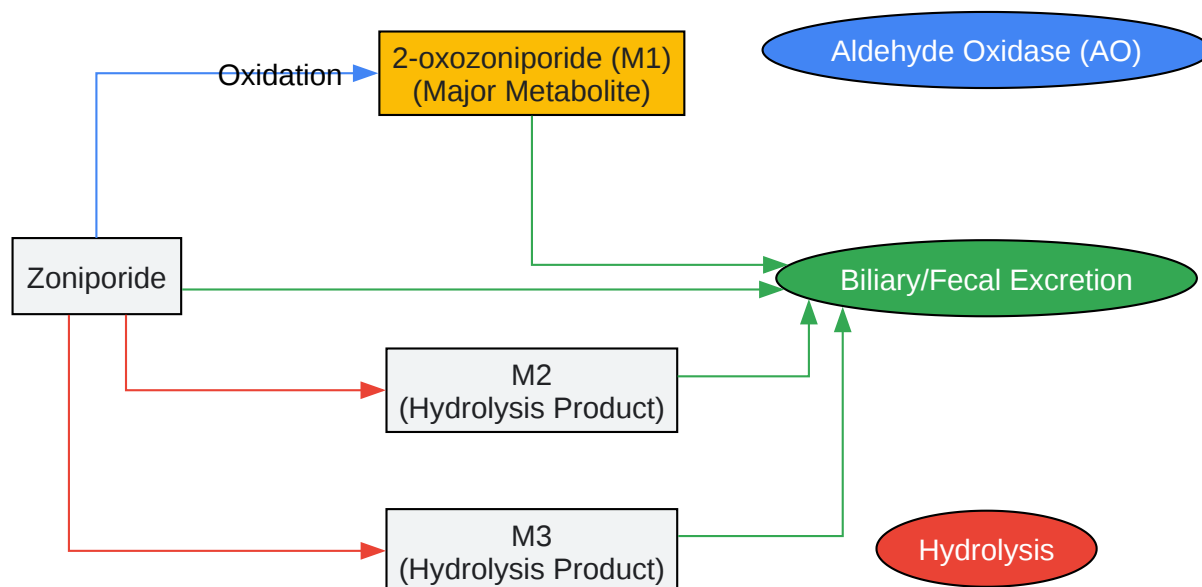 2-oxozoniporide (M1)
(Major Metabolite)
Aldehyde Oxidase (AO)
Oxidation
Zoniporide
Biliary/Fecal Excretion
M2
(Hydrolysis Product)
M3
(Hydrolysis Product)
Hydrolysis